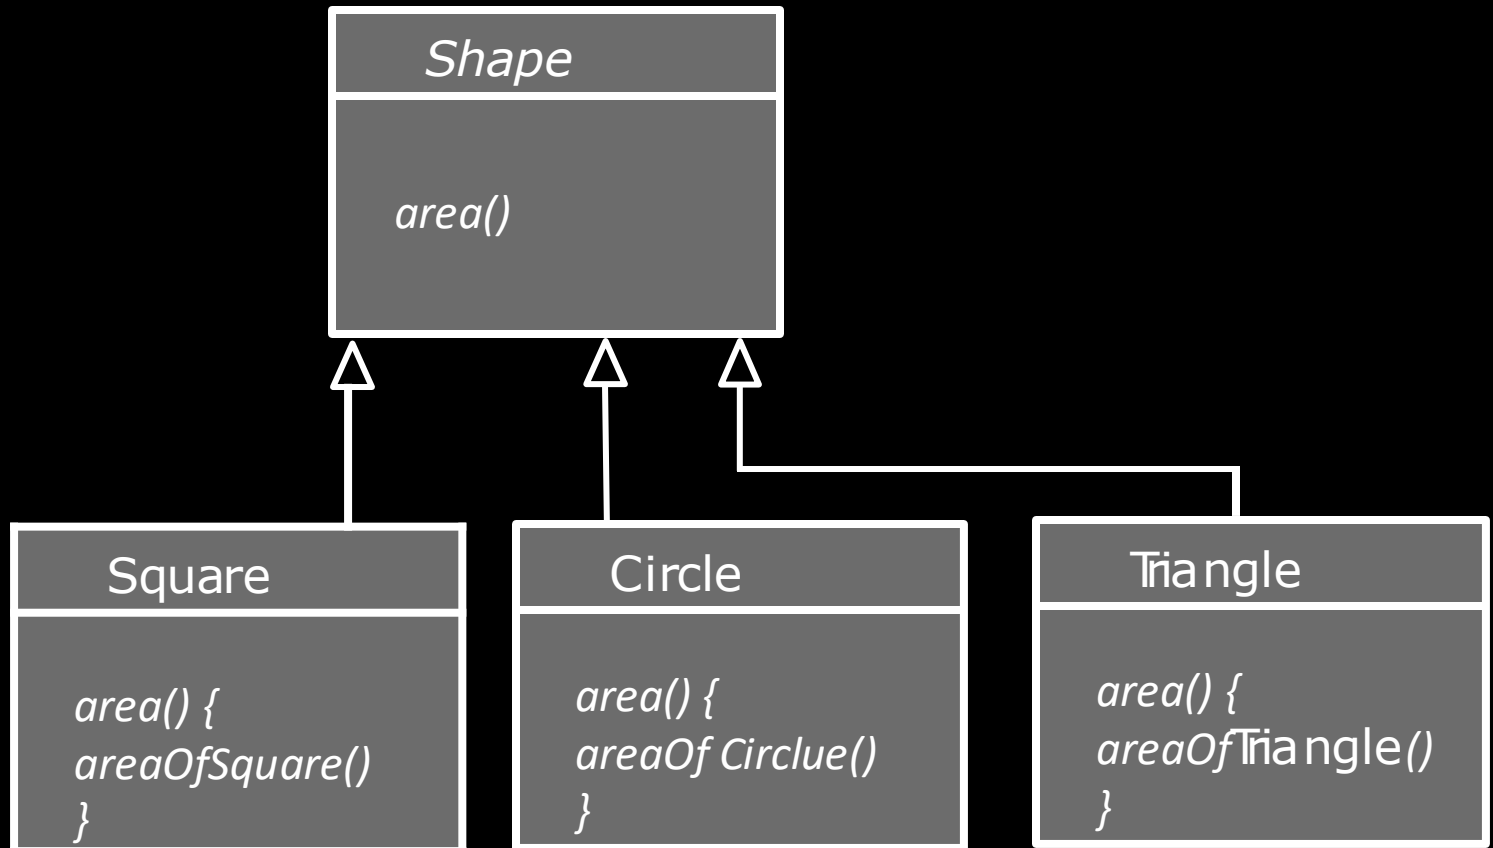 Shape
area()
Square
area() {
areaOfSquare()
}
Circle
area() {
areaOf Circlue()
}
Triangle
area() {
areaOfTriangle()
}